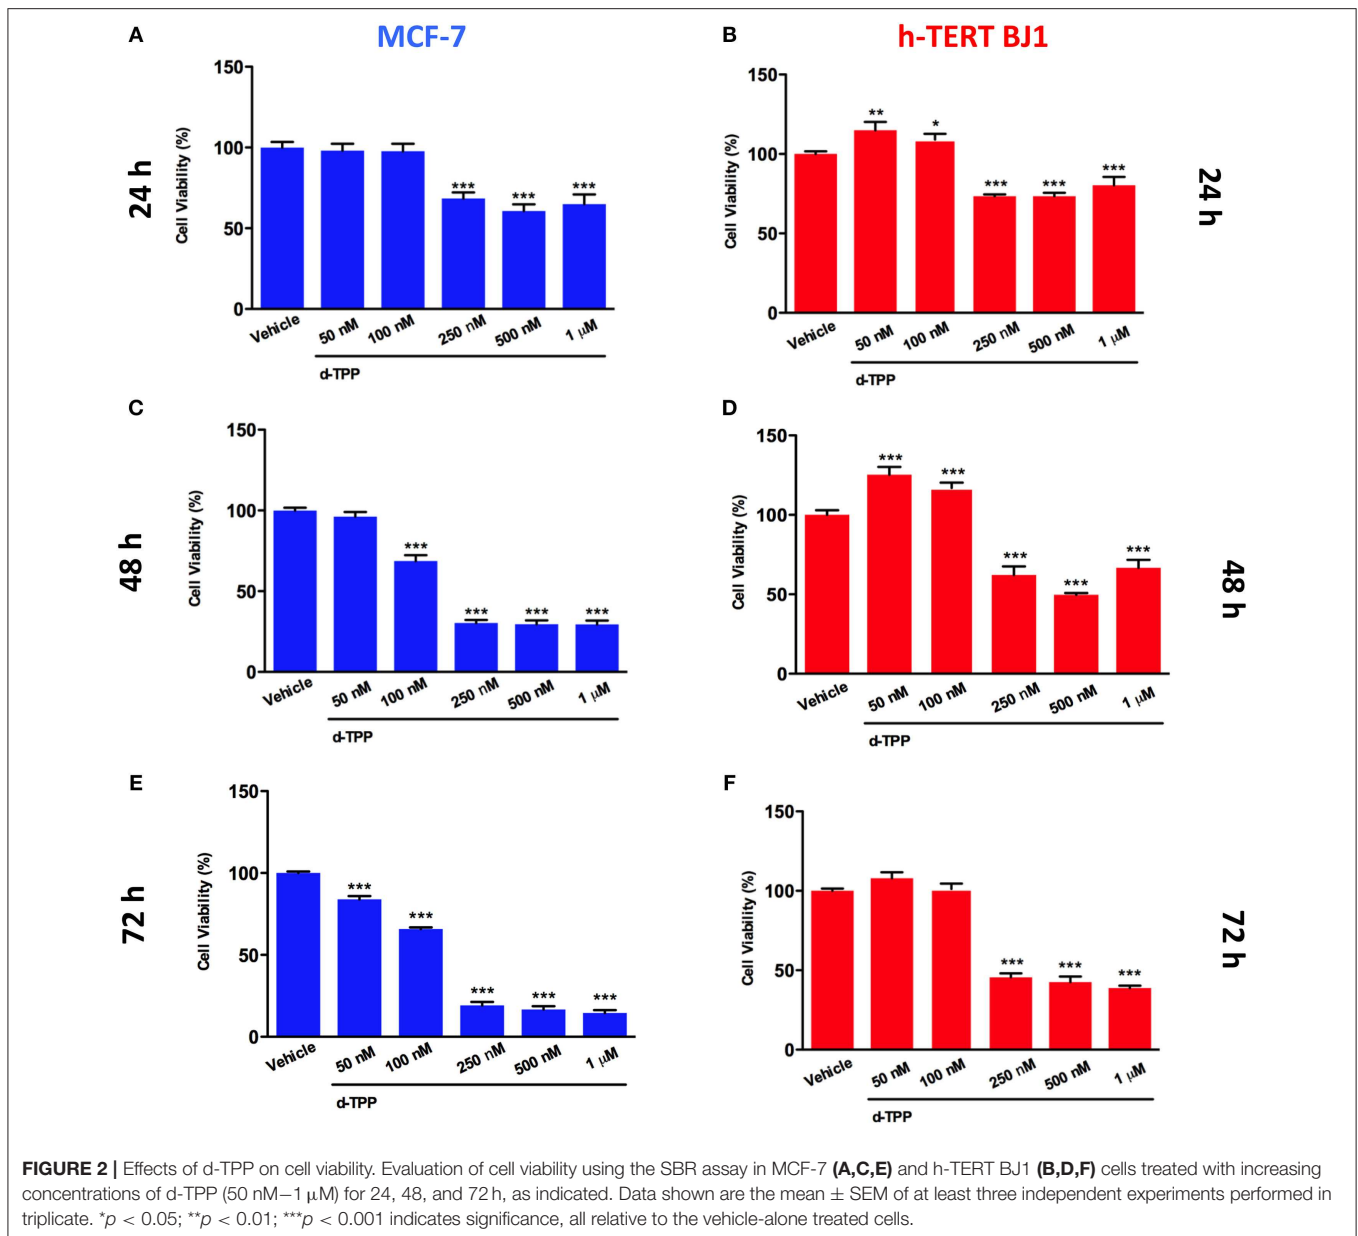 A
MCF-7
B
h-TERT BJ1
24 h
Cell Viability (%)
150
100
50
0
***
***
***
Vehicle
50 nM
100 nM
250 nM
500 nM
1 μM
d-TPP
Cell Viability (%)
150
100
50
0
**
*
***
***
***
Vehicle
50 nM
100 nM
250 nM
500 nM
1 μM
d-TPP
24 h
C
D
48 h
Cell Viability (%)
150
100
50
0
***
***
***
***
Vehicle
50 nM
100 nM
250 nM
500 nM
1 μM
d-TPP
Cell Viability (%)
150
100
50
0
***
***
***
***
***
Vehicle
50 nM
100 nM
250 nM
500 nM
1 μM
d-TPP
48 h
E
F
72 h
Cell Viability (%)
150
100
50
0
***
***
***
***
***
Vehicle
50 nM
100 nM
250 nM
500 nM
1 μM
d-TPP
Cell Viability (%)
150
100
50
0
***
***
***
Vehicle
50 nM
100 nM
250 nM
500 nM
1 μM
d-TPP
72 h
FIGURE 2 | Effects of d-TPP on cell viability. Evaluation of cell viability using the SBR assay in MCF-7 (A,C,E) and h-TERT BJ1 (B,D,F) cells treated with increasing
concentrations of d-TPP (50 nM–1 μM) for 24, 48, and 72 h, as indicated. Data shown are the mean ± SEM of at least three independent experiments performed in
triplicate. *p < 0.05; **p < 0.01; ***p < 0.001 indicates significance, all relative to the vehicle-alone treated cells.